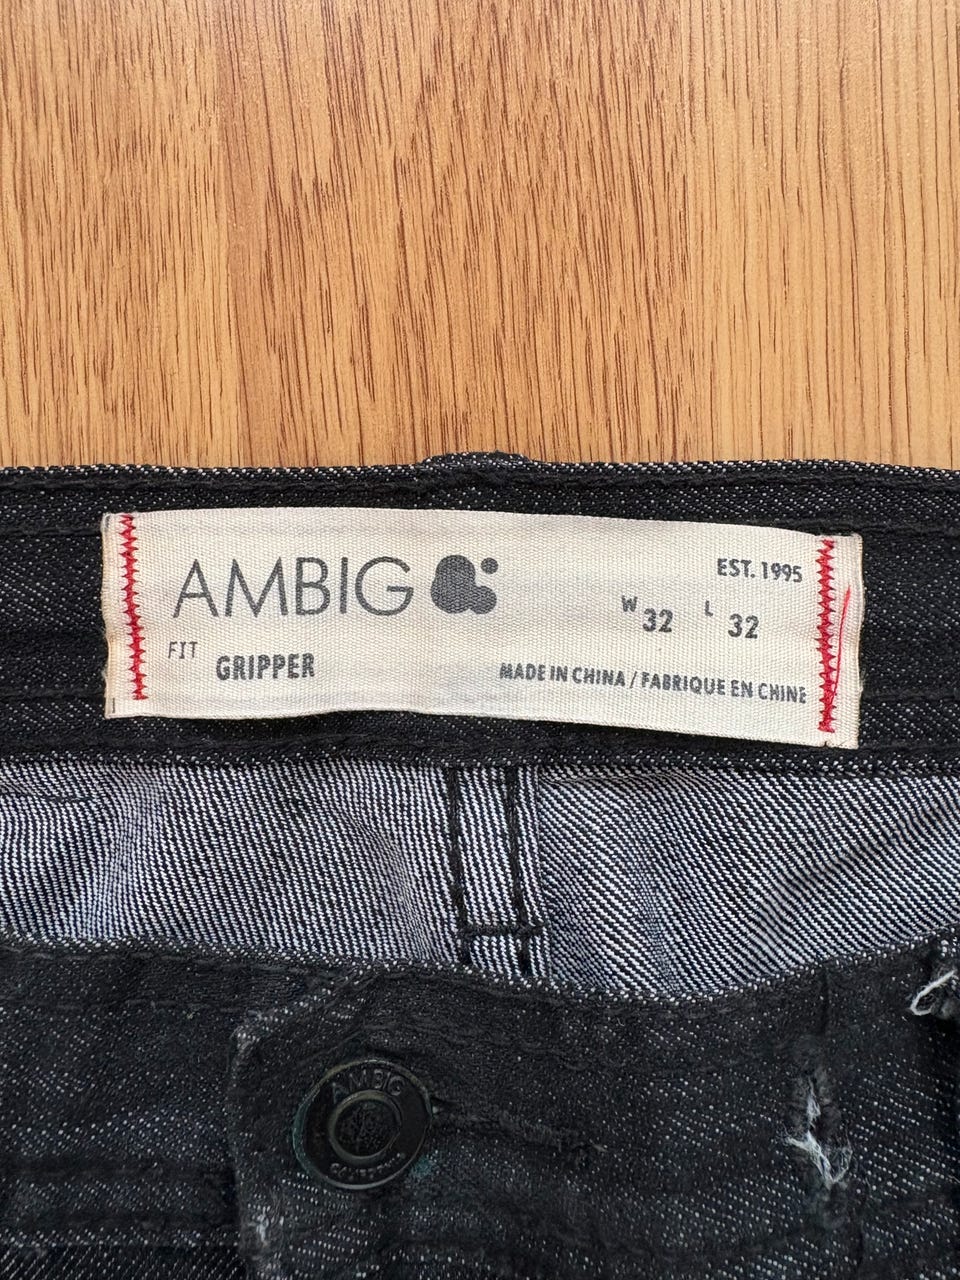 AMBIG
EST. 1995
W 32 L 32
FIT GRIPPER
MADE IN CHINA / FABRIQUE EN CHINE
AMBIG